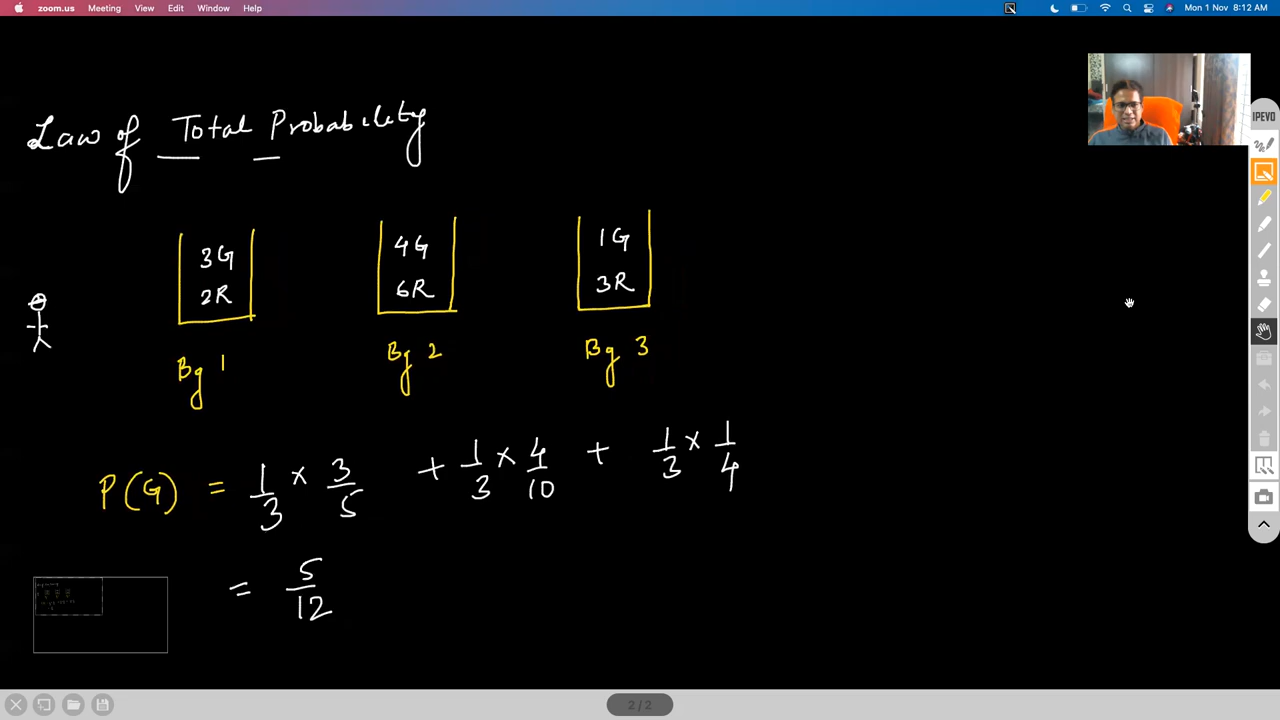 zoom.us Meeting View Edit Window Help Mon 1 Nov 8:12 AM
Law of Total Probability
IPEVO
3G 4G 1G
2R 6R 3R
Bg 1 Bg 2 Bg 3
P(G) = 1/3 × 3/5 + 1/3 × 4/10 + 1/3 × 1/4
= 5/12
2 / 2